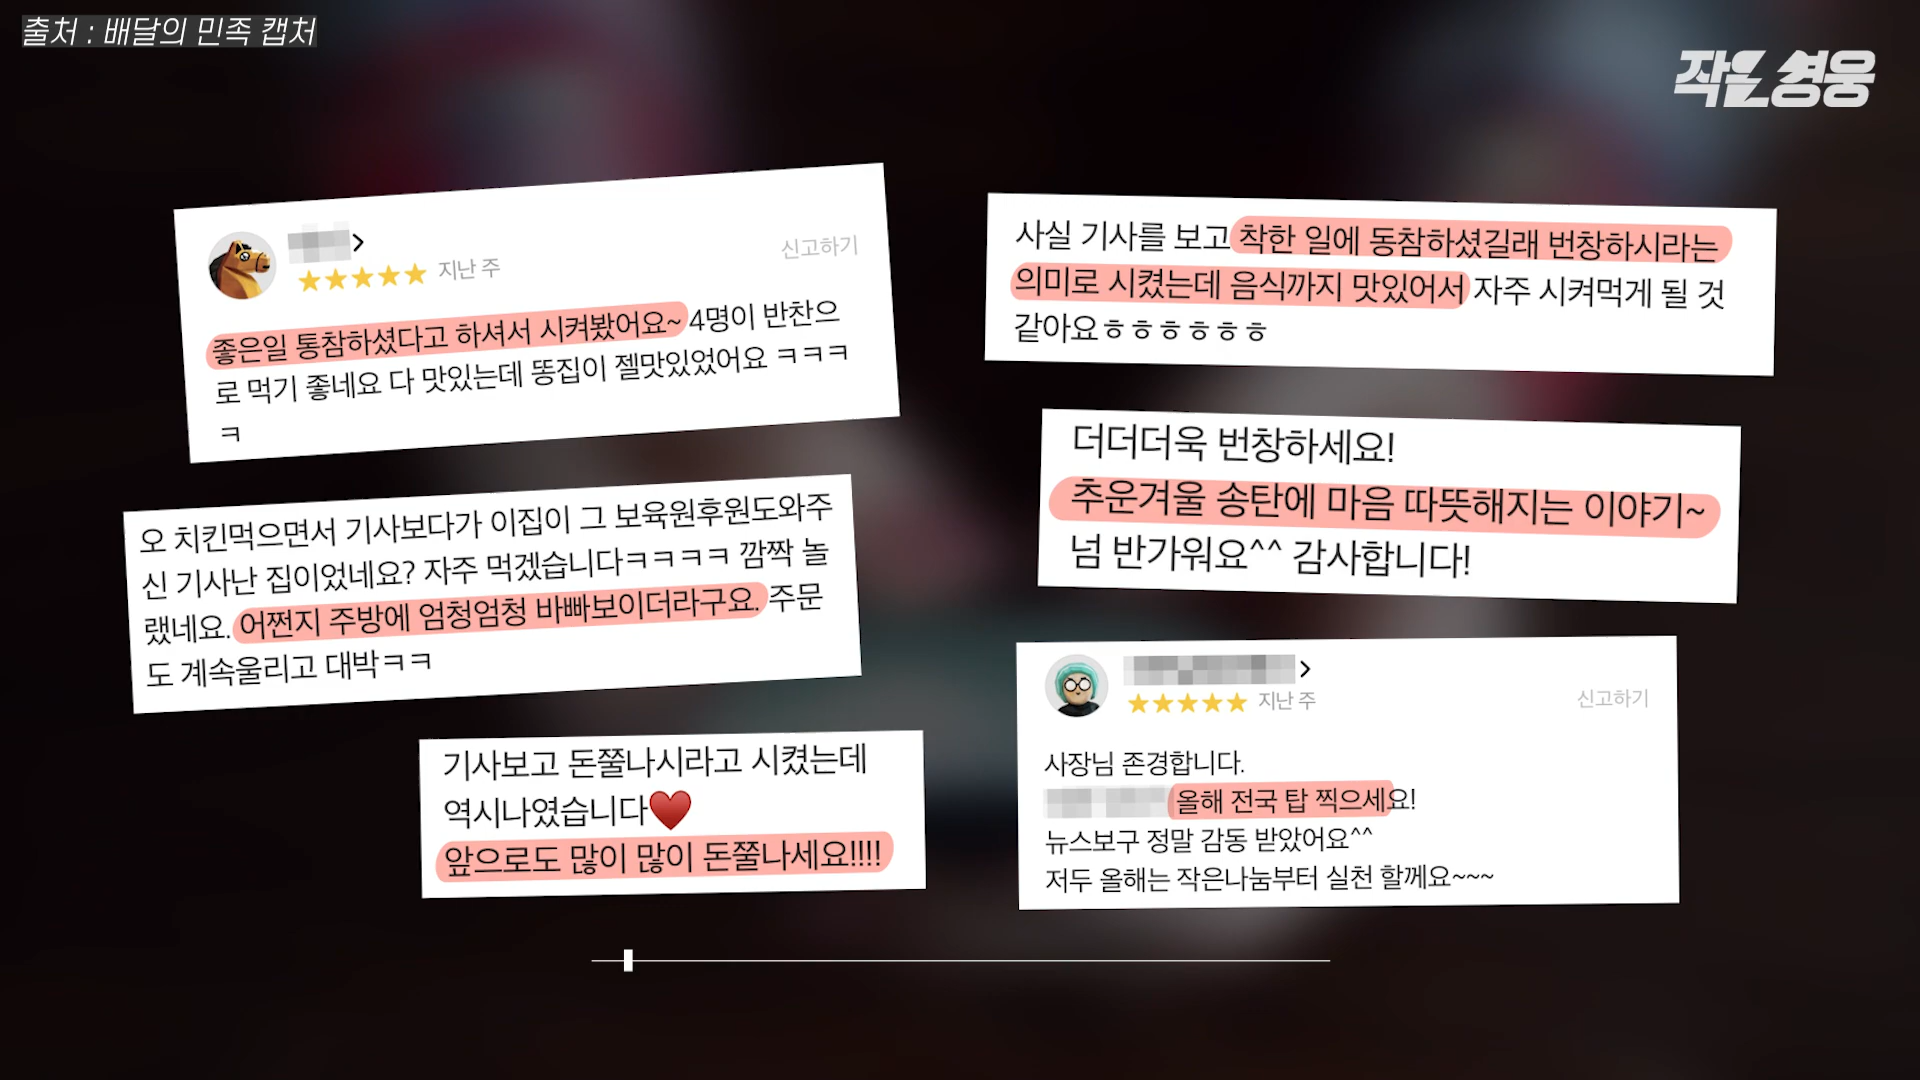 출처 : 배달의 민족 캡처
작은 영웅
지난 주
신고하기
좋은일 통참하셨다고 하셔서 시켜봤어요~ 4명이 반찬으
로 먹기 좋네요 다 맛있는데 똥집이 젤맛있었어요 ㅋㅋㅋ
ㅋ
오 치킨먹으면서 기사보다가 이집이 그 보육원후원도와주
신 기사난 집이었네요? 자주 먹겠습니다ㅋㅋㅋㅋ 깜짝 놀
랬네요. 어쩐지 주방에 엄청엄청 바빠보이더라구요. 주문
도 계속울리고 대박ㅋㅋ
기사보고 돈쭐나시라고 시켰는데
역시나였습니다♥
앞으로도 많이 많이 돈쭐나세요!!!!
사실 기사를 보고 착한 일에 동참하셨길래 번창하시라는
의미로 시켰는데 음식까지 맛있어서 자주 시켜먹게 될 것
같아요ㅎㅎㅎㅎㅎㅎ
더더더욱 번창하세요!
추운겨울 송탄에 마음 따뜻해지는 이야기~
넘 반가워요^^ 감사합니다!
지난 주
신고하기
사장님 존경합니다.
올해 전국 탑 찍으세요!
뉴스보구 정말 감동 받았어요^^
저두 올해는 작은나눔부터 실천 할께요~~~